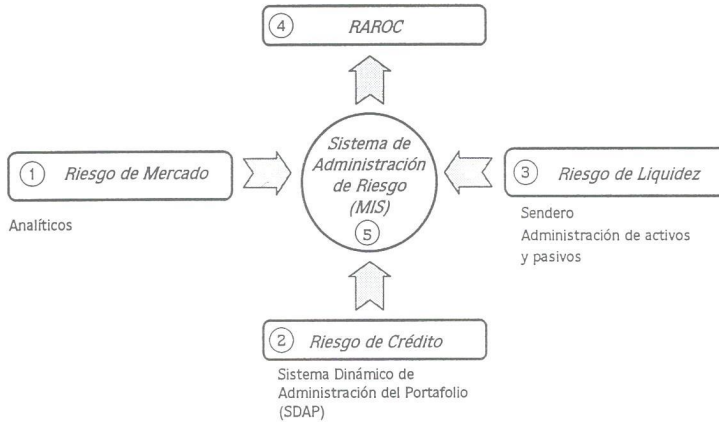 4 RAROC
Sistema de
Administración
de Riesgo
(MIS)
5
1 Riesgo de Mercado
Analíticos
3 Riesgo de Liquidez
Sendero
Administración de activos
y pasivos
2 Riesgo de Crédito
Sistema Dinámico de
Administración del Portafolio
(SDAP)